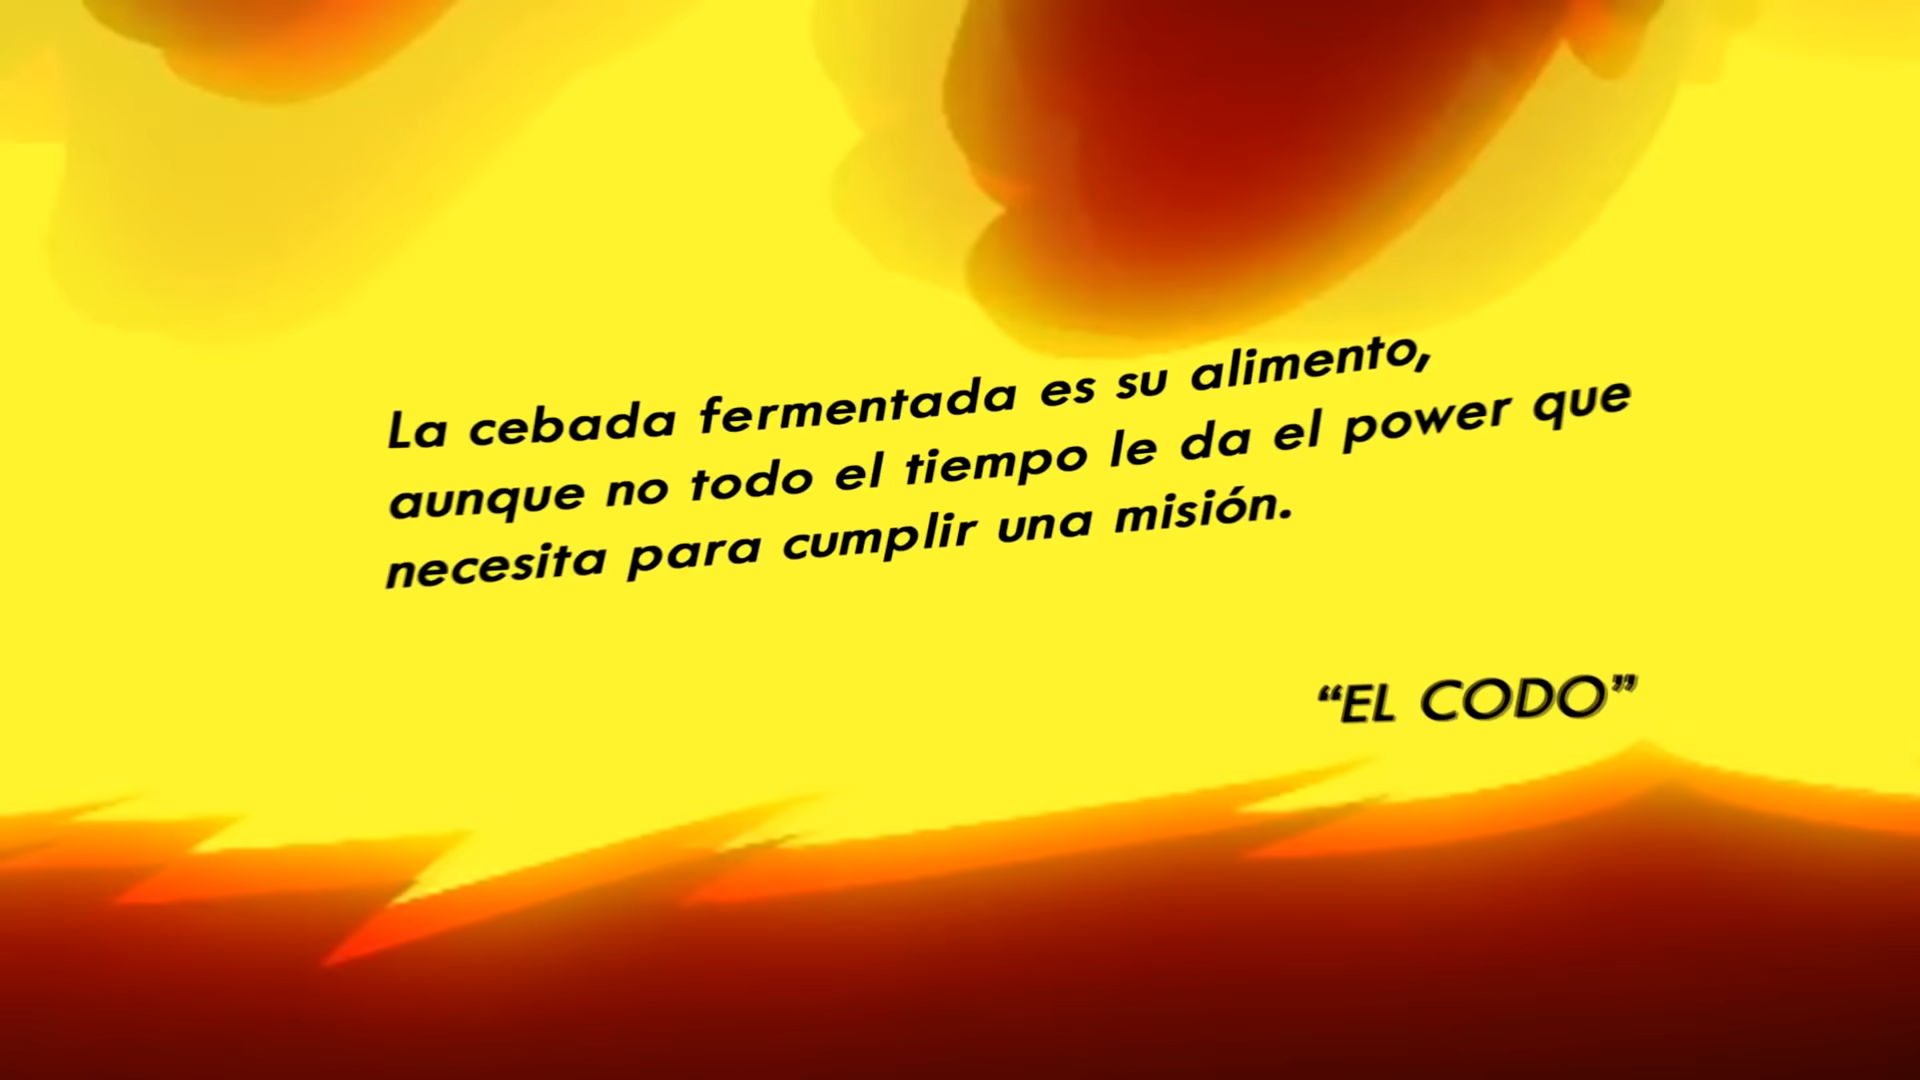 La cebada fermentada es su alimento,
aunque no todo el tiempo le da el power que
necesita para cumplir una misión.
“EL CODO”